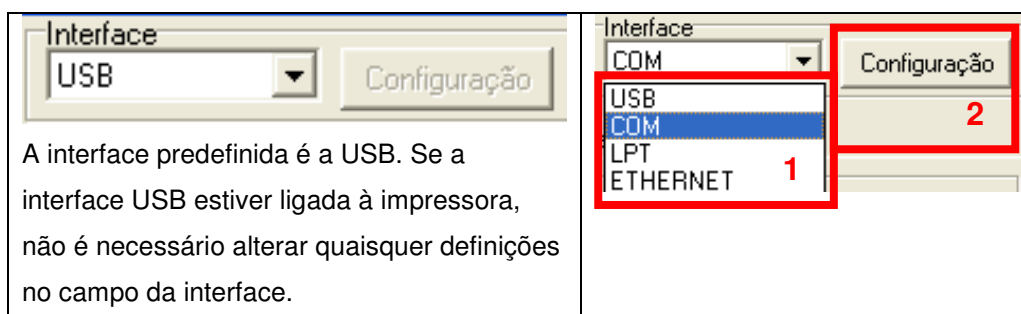 Interface
USB
Configuração
A interface predefinida é a USB. Se a
interface USB estiver ligada à impressora,
não é necessário alterar quaisquer definições
no campo da interface.
Interface
COM
Configuração
USB
COM
LPT
ETHERNET
1
2